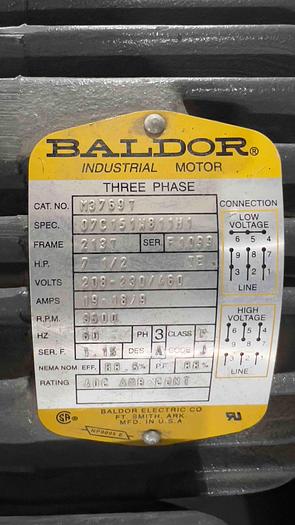 BALDOR®
INDUSTRIAL MOTOR
THREE PHASE
CAT. NO. M3769T
SPEC. 07C151W811H1
FRAME 213T SER. F1099
H.P. 7 1/2 TE
VOLTS 208-230/460
AMPS 19-18/9
R.P.M. 3500
HZ 60 PH 3 CLASS F
SER. F. 1.15 DES A CODE J
NEMA NOM EFF. 88.5% P.F. 88%
RATING 40C AMB-CONT
CONNECTION
LOW VOLTAGE
6 5 4
9 8 7
3 2 1
LINE
HIGH VOLTAGE
6 5 4
9 8 7
3 2 1
LINE
BALDOR ELECTRIC CO
FT. SMITH, ARK.
MFD. IN U.S.A.
SA